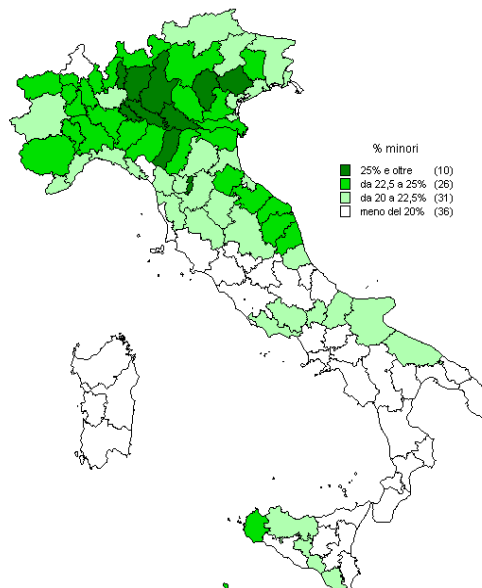 % minori
25% e oltre (10)
da 22,5 a 25% (26)
da 20 a 22,5% (31)
meno del 20% (36)